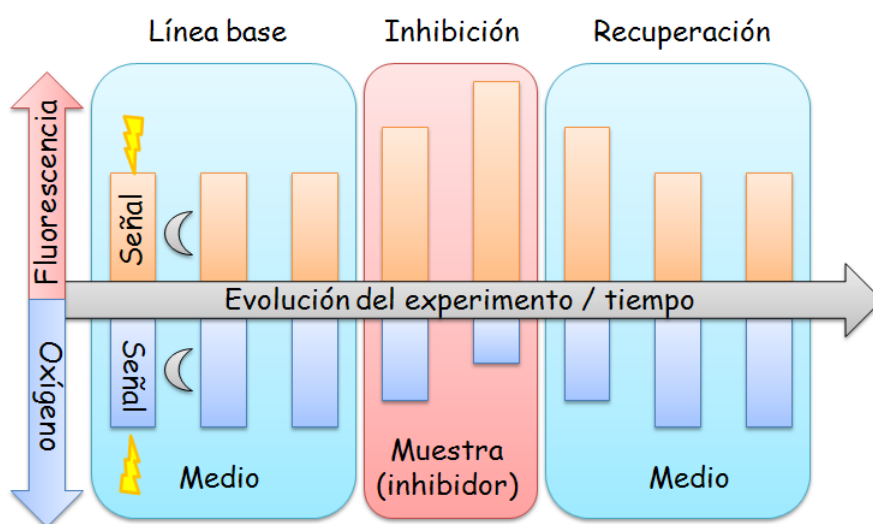 Línea base
Inhibición
Recuperación
Fluorescencia
Oxígeno
Señal
Señal
Evolución del experimento / tiempo
Medio
Muestra
(inhibidor)
Medio